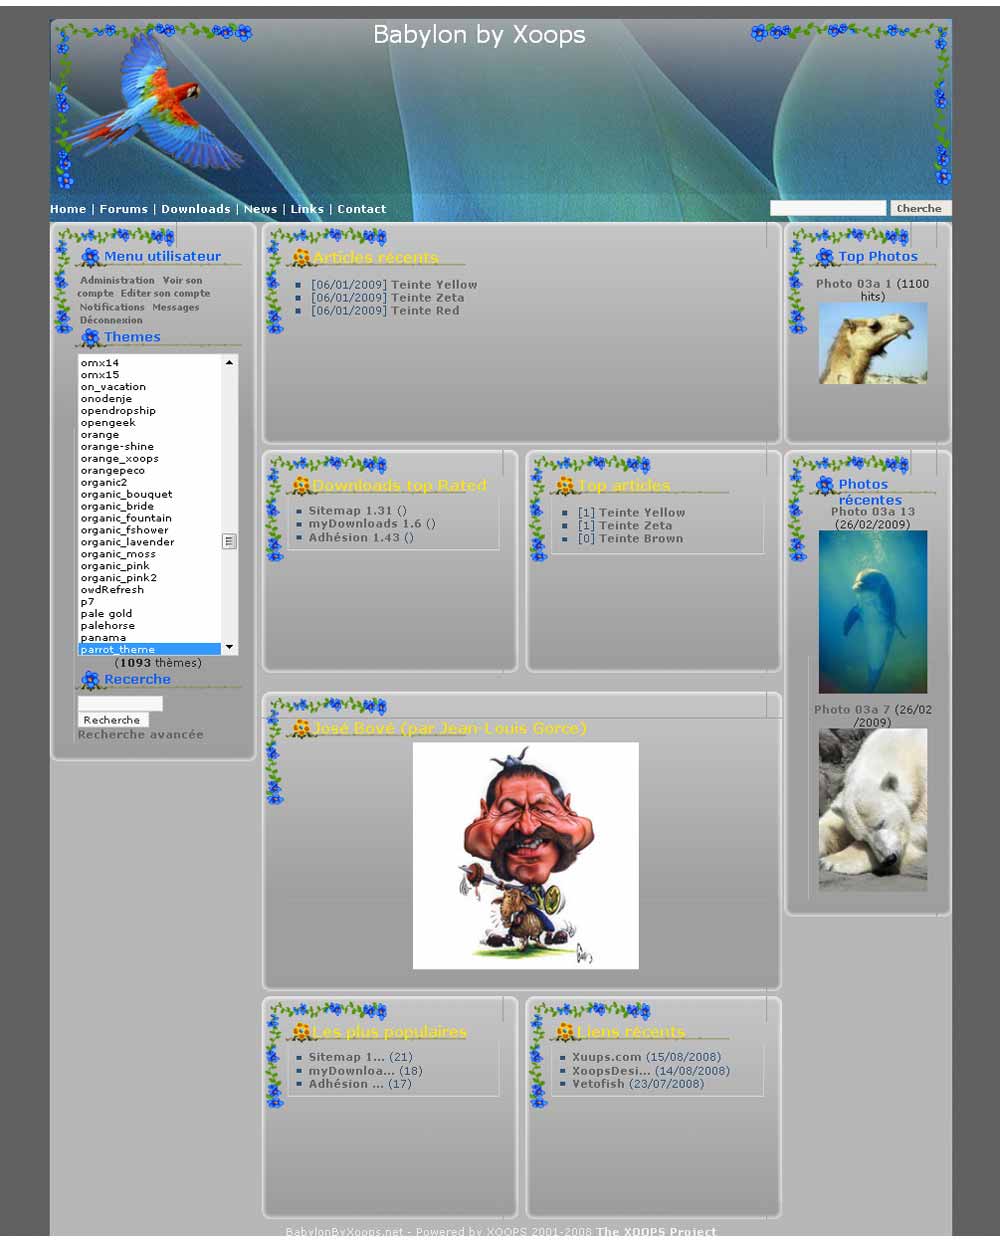 Babylon by Xoops
Home | Forums | Downloads | News | Links | Contact
Cherche
Menu utilisateur
Administration Voir son
compte Editer son compte
Notifications Messages
Déconnexion
Themes
omx14
omx15
on_vacation
onodenje
opendropship
opengeek
orange
orange-shine
orange_xoops
orangepeco
organic2
organic_bouquet
organic_bride
organic_fountain
organic_fshower
organic_lavender
organic_moss
organic_pink
organic_pink2
owdRefresh
p7
pale gold
palehorse
panama
parrot_theme
(1093 thèmes)
Recerche
Recherche
Recherche avancée
Articles récents
[06/01/2009] Teinte Yellow
[06/01/2009] Teinte Zeta
[06/01/2009] Teinte Red
Downloads top Rated
Sitemap 1.31 ()
myDownloads 1.6 ()
Adhésion 1.43 ()
Top articles
[1] Teinte Yellow
[1] Teinte Zeta
[0] Teinte Brown
José Bové (par Jean-Louis Gorce)
Les plus populaires
Sitemap 1... (21)
myDownloa... (18)
Adhésion ... (17)
Liens récents
Xuups.com (15/08/2008)
XoopsDesi... (14/08/2008)
Vetofish (23/07/2008)
Top Photos
Photo 03a 1 (1100
hits)
Photos
récentes
Photo 03a 13
(26/02/2009)
Photo 03a 7 (26/02
/2009)
BabylonByXoops.net - Powered by XOOPS 2001-2008 The XOOPS Project